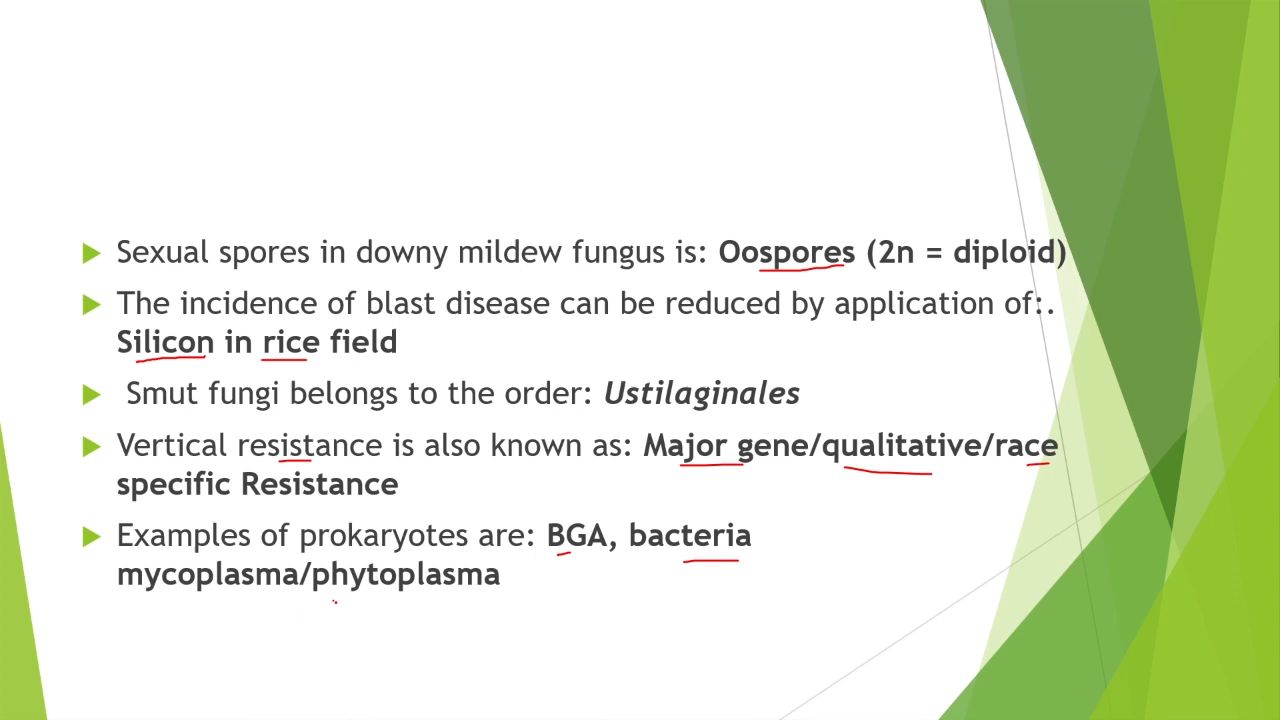 Sexual spores in downy mildew fungus is: Oospores (2n = diploid)
The incidence of blast disease can be reduced by application of:.
Silicon in rice field
Smut fungi belongs to the order: Ustilaginales
Vertical resistance is also known as: Major gene/qualitative/race
specific Resistance
Examples of prokaryotes are: BGA, bacteria
mycoplasma/phytoplasma